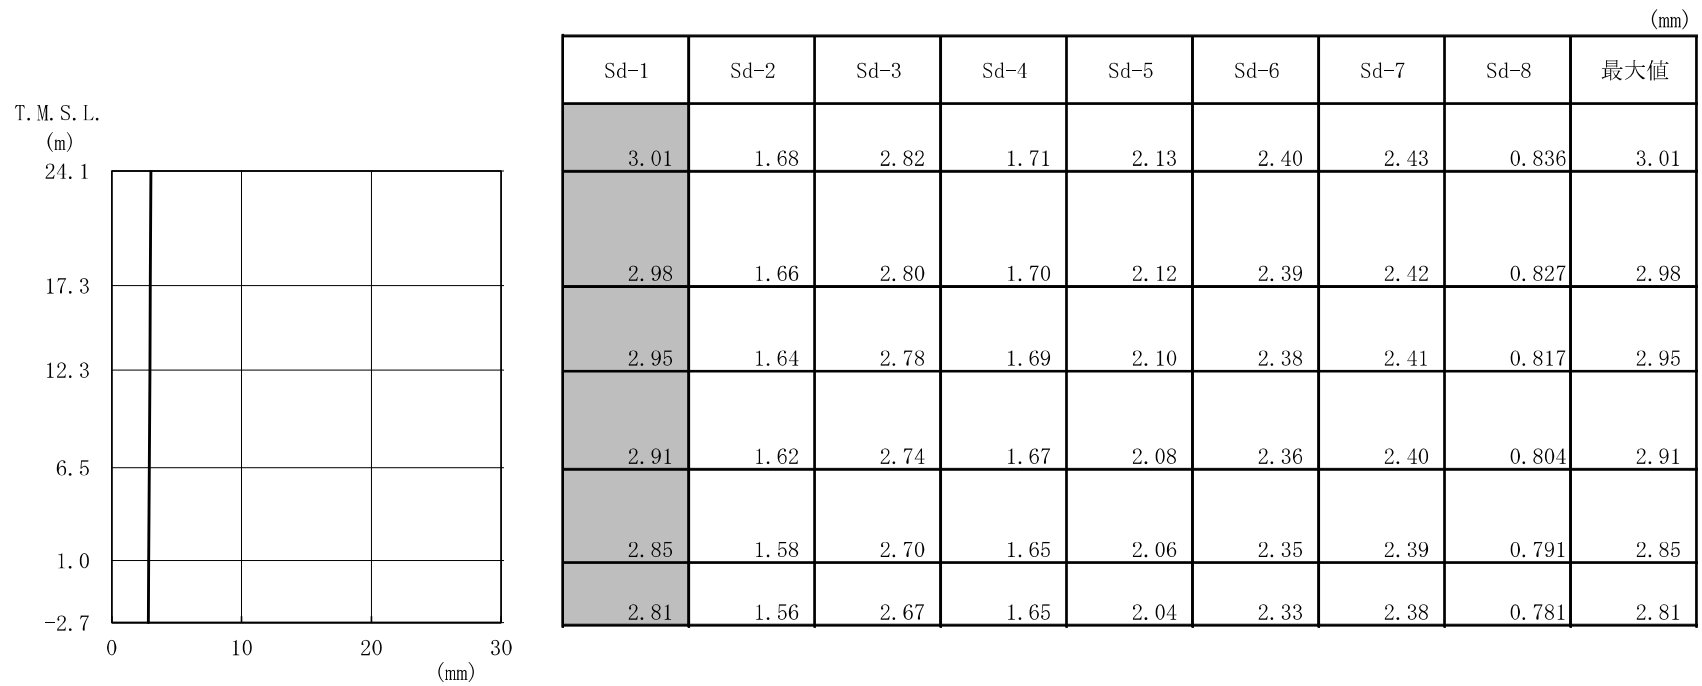 (mm)
Sd-1 Sd-2 Sd-3 Sd-4 Sd-5 Sd-6 Sd-7 Sd-8 最大値
T.M.S.L.
(m)
3.01 1.68 2.82 1.71 2.13 2.40 2.43 0.836 3.01
24.1
2.98 1.66 2.80 1.70 2.12 2.39 2.42 0.827 2.98
17.3
2.95 1.64 2.78 1.69 2.10 2.38 2.41 0.817 2.95
12.3
2.91 1.62 2.74 1.67 2.08 2.36 2.40 0.804 2.91
6.5
2.85 1.58 2.70 1.65 2.06 2.35 2.39 0.791 2.85
1.0
2.81 1.56 2.67 1.65 2.04 2.33 2.38 0.781 2.81
-2.7
0 10 20 30
(mm)